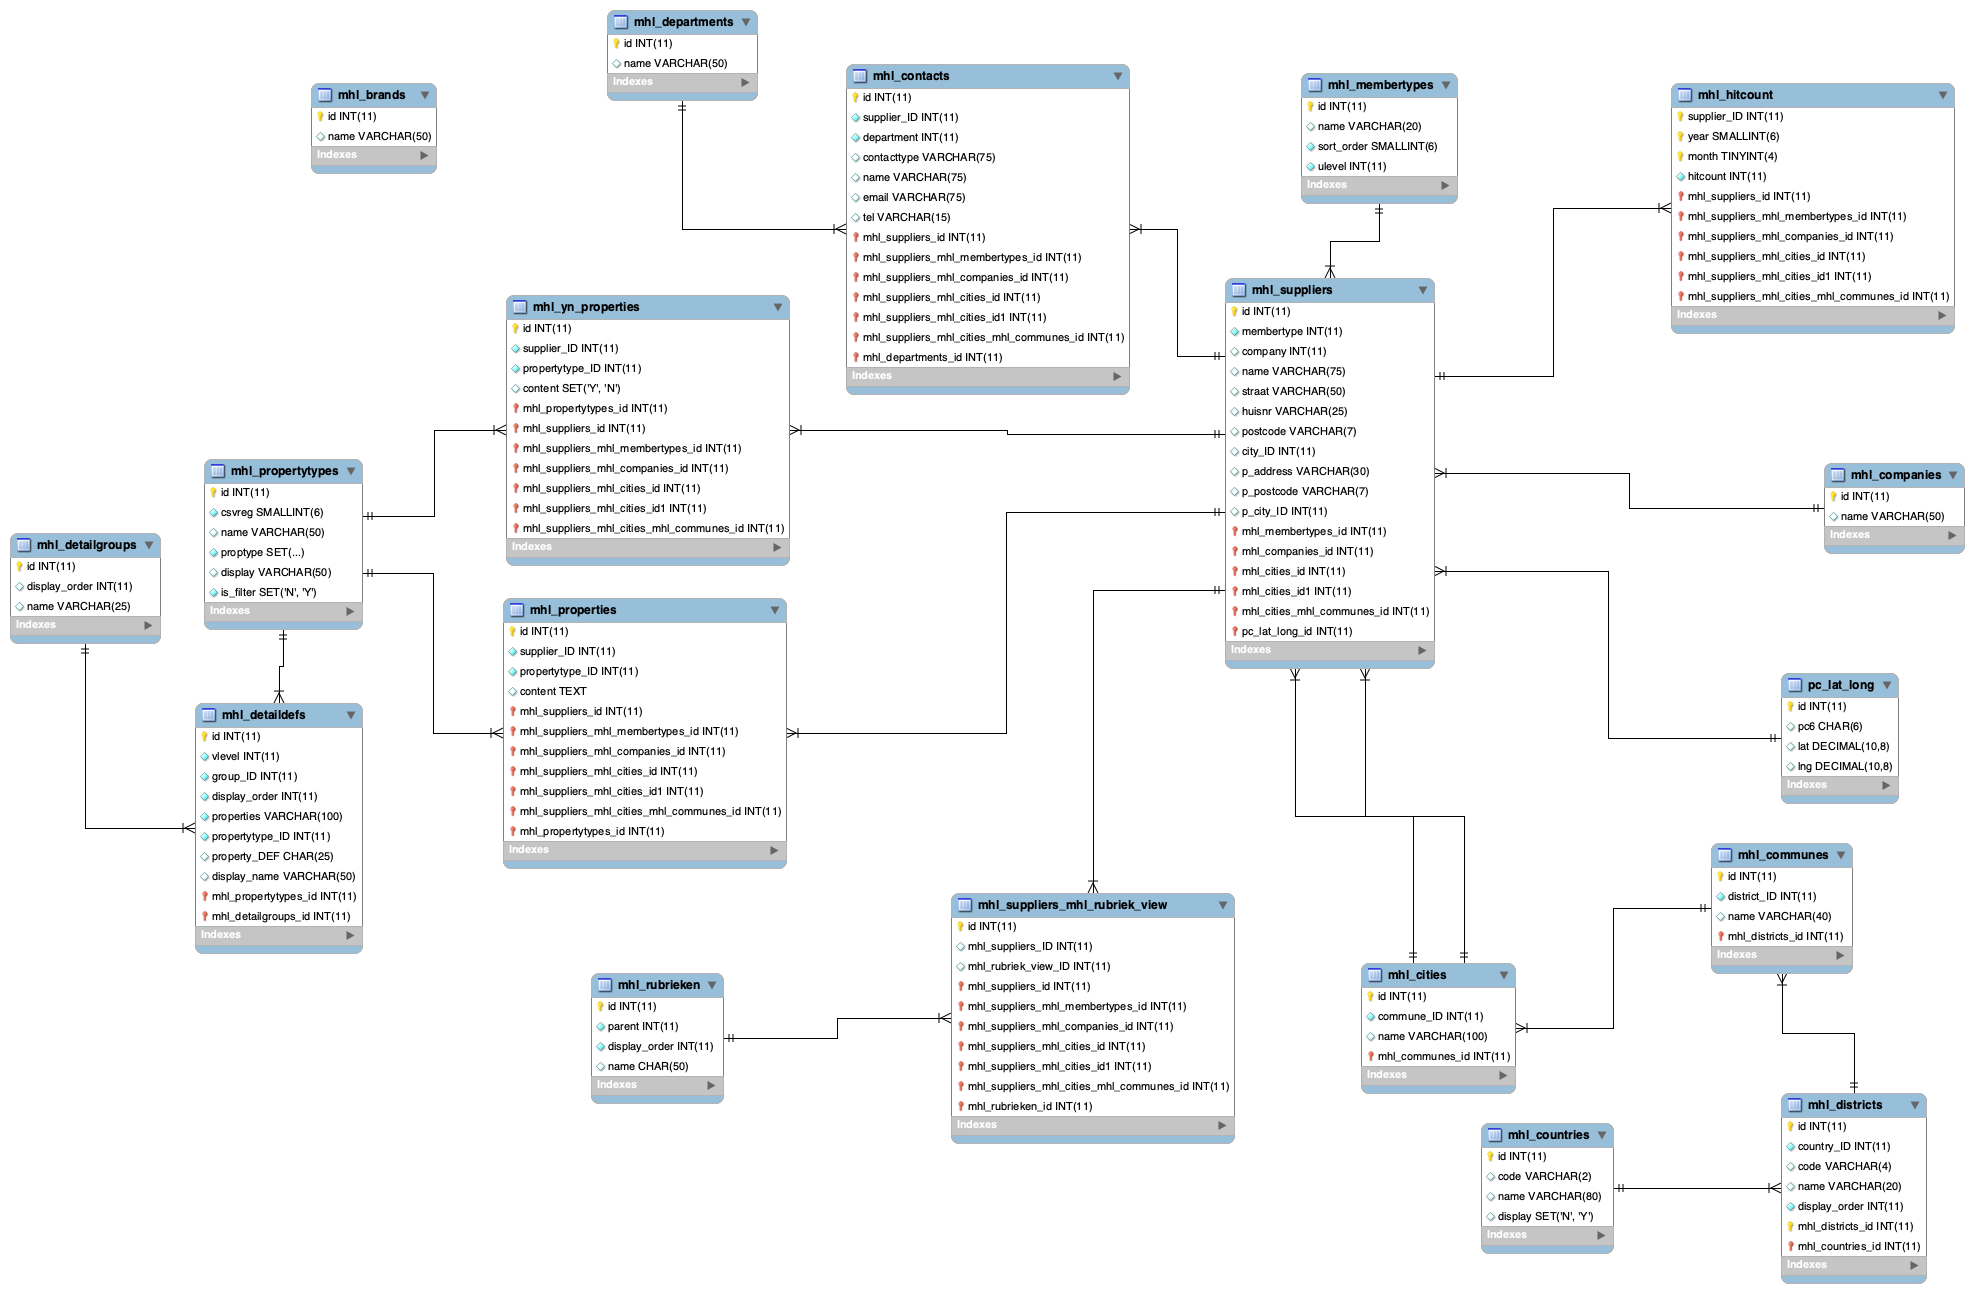 mhl_departments
id INT(11)
name VARCHAR(50)
Indexes
mhl_brands
id INT(11)
name VARCHAR(50)
Indexes
mhl_contacts
id INT(11)
supplier_ID INT(11)
department INT(11)
contacttype VARCHAR(75)
name VARCHAR(75)
email VARCHAR(75)
tel VARCHAR(15)
mhl_suppliers_id INT(11)
mhl_suppliers_mhl_membertypes_id INT(11)
mhl_suppliers_mhl_companies_id INT(11)
mhl_suppliers_mhl_cities_id INT(11)
mhl_suppliers_mhl_cities_id1 INT(11)
mhl_suppliers_mhl_cities_mhl_communes_id INT(11)
mhl_departments_id INT(11)
Indexes
mhl_membertypes
id INT(11)
name VARCHAR(20)
sort_order SMALLINT(6)
ulevel INT(11)
Indexes
mhl_hitcount
supplier_ID INT(11)
year SMALLINT(6)
month TINYINT(4)
hitcount INT(11)
mhl_suppliers_id INT(11)
mhl_suppliers_mhl_membertypes_id INT(11)
mhl_suppliers_mhl_companies_id INT(11)
mhl_suppliers_mhl_cities_id INT(11)
mhl_suppliers_mhl_cities_id1 INT(11)
mhl_suppliers_mhl_cities_mhl_communes_id INT(11)
Indexes
mhl_yn_properties
id INT(11)
supplier_ID INT(11)
propertytype_ID INT(11)
content SET('Y', 'N')
mhl_propertytypes_id INT(11)
mhl_suppliers_id INT(11)
mhl_suppliers_mhl_membertypes_id INT(11)
mhl_suppliers_mhl_companies_id INT(11)
mhl_suppliers_mhl_cities_id INT(11)
mhl_suppliers_mhl_cities_id1 INT(11)
mhl_suppliers_mhl_cities_mhl_communes_id INT(11)
Indexes
mhl_suppliers
id INT(11)
membertype INT(11)
company INT(11)
name VARCHAR(75)
straat VARCHAR(50)
huisnr VARCHAR(25)
postcode VARCHAR(7)
city_ID INT(11)
p_address VARCHAR(30)
p_postcode VARCHAR(7)
p_city_ID INT(11)
mhl_membertypes_id INT(11)
mhl_companies_id INT(11)
mhl_cities_id INT(11)
mhl_cities_id1 INT(11)
mhl_cities_mhl_communes_id INT(11)
pc_lat_long_id INT(11)
Indexes
mhl_propertytypes
id INT(11)
csvreg SMALLINT(6)
name VARCHAR(50)
proptype SET(...)
display VARCHAR(50)
is_filter SET('N', 'Y')
Indexes
mhl_companies
id INT(11)
name VARCHAR(50)
Indexes
mhl_detailgroups
id INT(11)
display_order INT(11)
name VARCHAR(25)
Indexes
mhl_properties
id INT(11)
supplier_ID INT(11)
propertytype_ID INT(11)
content TEXT
mhl_suppliers_id INT(11)
mhl_suppliers_mhl_membertypes_id INT(11)
mhl_suppliers_mhl_companies_id INT(11)
mhl_suppliers_mhl_cities_id INT(11)
mhl_suppliers_mhl_cities_id1 INT(11)
mhl_suppliers_mhl_cities_mhl_communes_id INT(11)
mhl_propertytypes_id INT(11)
Indexes
mhl_detaildefs
id INT(11)
vlevel INT(11)
group_ID INT(11)
display_order INT(11)
properties VARCHAR(100)
propertytype_ID INT(11)
property_DEF CHAR(25)
display_name VARCHAR(50)
mhl_propertytypes_id INT(11)
mhl_detailgroups_id INT(11)
Indexes
pc_lat_long
id INT(11)
pc6 CHAR(6)
lat DECIMAL(10,8)
lng DECIMAL(10,8)
Indexes
mhl_communes
id INT(11)
district_ID INT(11)
name VARCHAR(40)
mhl_districts_id INT(11)
Indexes
mhl_suppliers_mhl_rubriek_view
id INT(11)
mhl_suppliers_ID INT(11)
mhl_rubriek_view_ID INT(11)
mhl_suppliers_id INT(11)
mhl_suppliers_mhl_membertypes_id INT(11)
mhl_suppliers_mhl_companies_id INT(11)
mhl_suppliers_mhl_cities_id INT(11)
mhl_suppliers_mhl_cities_id1 INT(11)
mhl_suppliers_mhl_cities_mhl_communes_id INT(11)
mhl_rubrieken_id INT(11)
Indexes
mhl_rubrieken
id INT(11)
parent INT(11)
display_order INT(11)
name CHAR(50)
Indexes
mhl_cities
id INT(11)
commune_ID INT(11)
name VARCHAR(100)
mhl_communes_id INT(11)
Indexes
mhl_countries
id INT(11)
code VARCHAR(2)
name VARCHAR(80)
display SET('N', 'Y')
Indexes
mhl_districts
id INT(11)
country_ID INT(11)
code VARCHAR(4)
name VARCHAR(20)
display_order INT(11)
mhl_districts_id INT(11)
mhl_countries_id INT(11)
Indexes